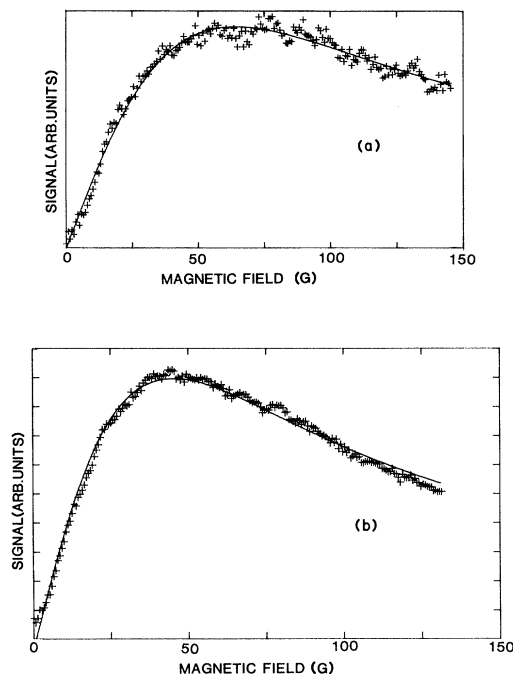 SIGNAL(ARB.UNITS)
(a)
0 50 100 150
MAGNETIC FIELD (G)
SIGNAL(ARB.UNITS)
(b)
0 50 100 150
MAGNETIC FIELD (G)